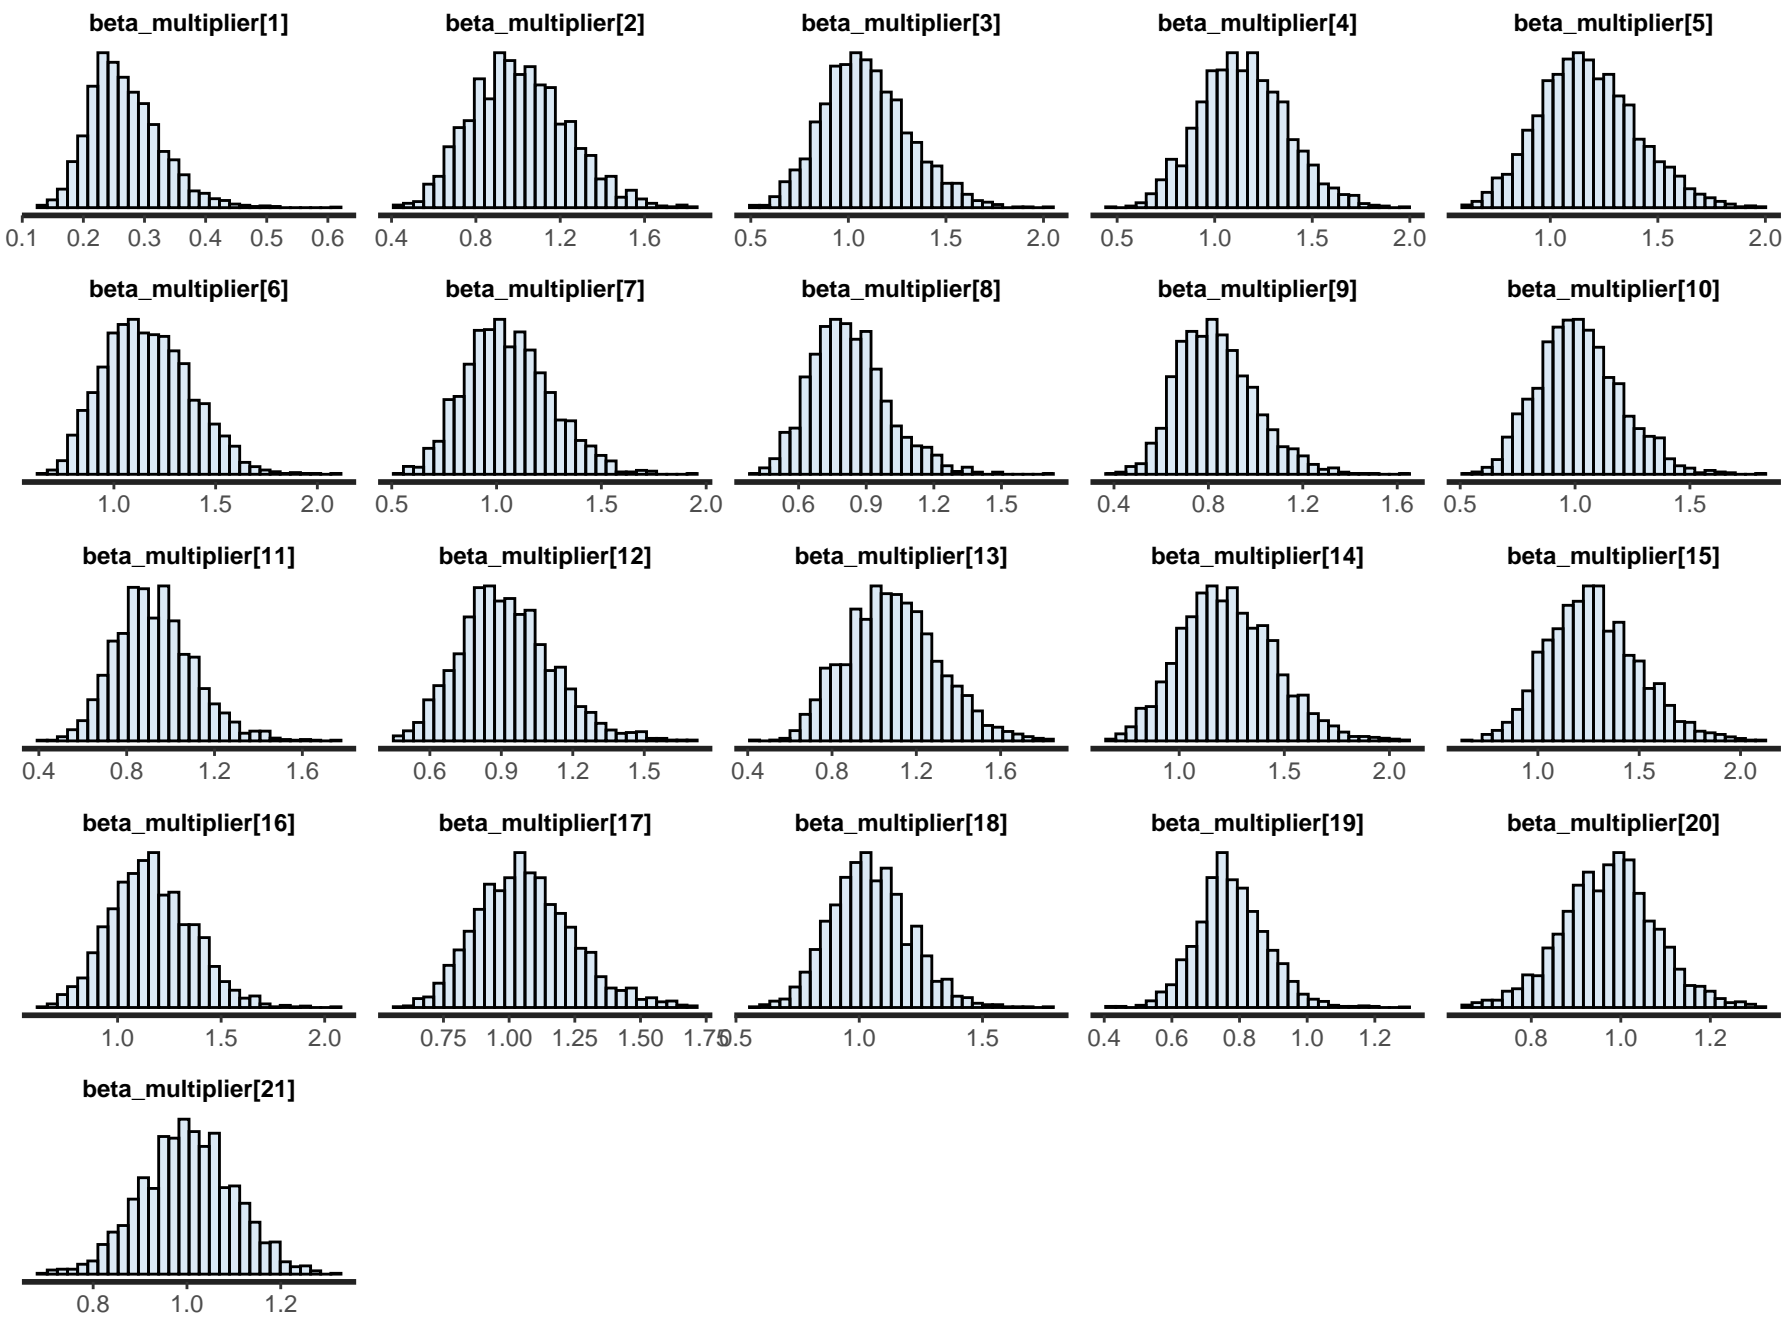 beta_multiplier[1] beta_multiplier[2] beta_multiplier[3] beta_multiplier[4] beta_multiplier[5]
0.1 0.2 0.3 0.4 0.5 0.6 0.4 0.8 1.2 1.6 0.5 1.0 1.5 2.0 0.5 1.0 1.5 2.0 1.0 1.5 2.0
beta_multiplier[6] beta_multiplier[7] beta_multiplier[8] beta_multiplier[9] beta_multiplier[10]
1.0 1.5 2.0 0.5 1.0 1.5 2.0 0.6 0.9 1.2 1.5 0.4 0.8 1.2 1.6 0.5 1.0 1.5
beta_multiplier[11] beta_multiplier[12] beta_multiplier[13] beta_multiplier[14] beta_multiplier[15]
0.4 0.8 1.2 1.6 0.6 0.9 1.2 1.5 0.4 0.8 1.2 1.6 1.0 1.5 2.0 1.0 1.5 2.0
beta_multiplier[16] beta_multiplier[17] beta_multiplier[18] beta_multiplier[19] beta_multiplier[20]
1.0 1.5 2.0 0.75 1.00 1.25 1.50 1.75 0.5 1.0 1.5 0.4 0.6 0.8 1.0 1.2 0.8 1.0 1.2
beta_multiplier[21]
0.8 1.0 1.2